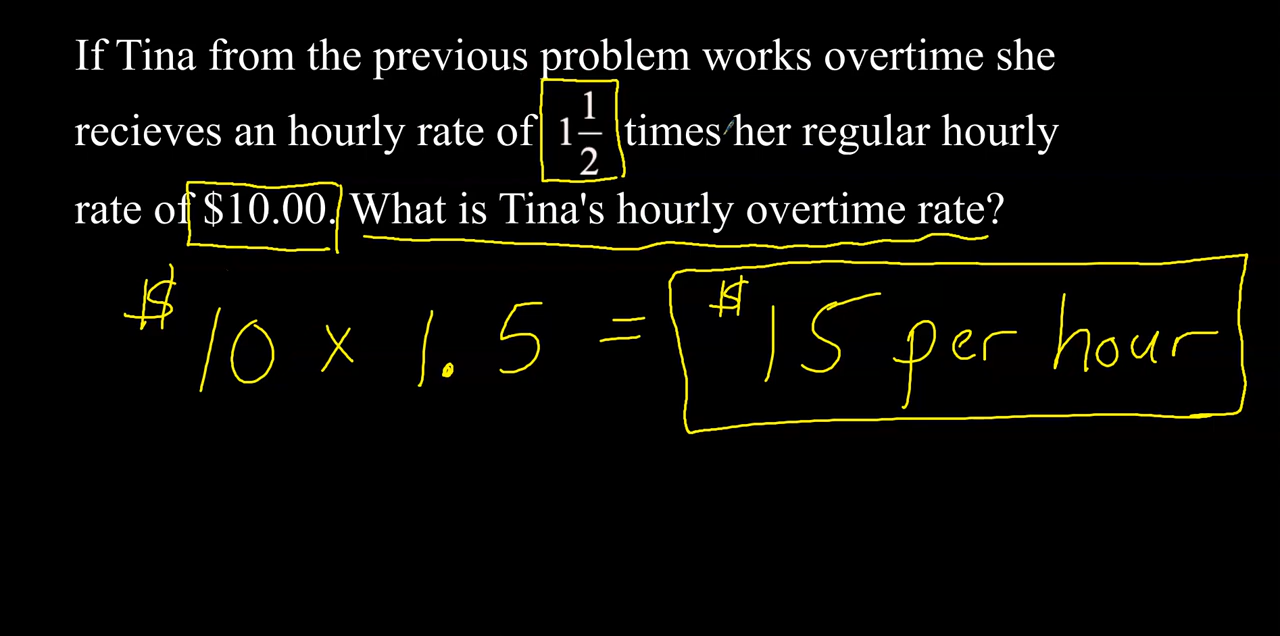 If Tina from the previous problem works overtime she
recieves an hourly rate of 1 1/2 times her regular hourly
rate of $10.00. What is Tina's hourly overtime rate?
$10 x 1.5 = $15 per hour